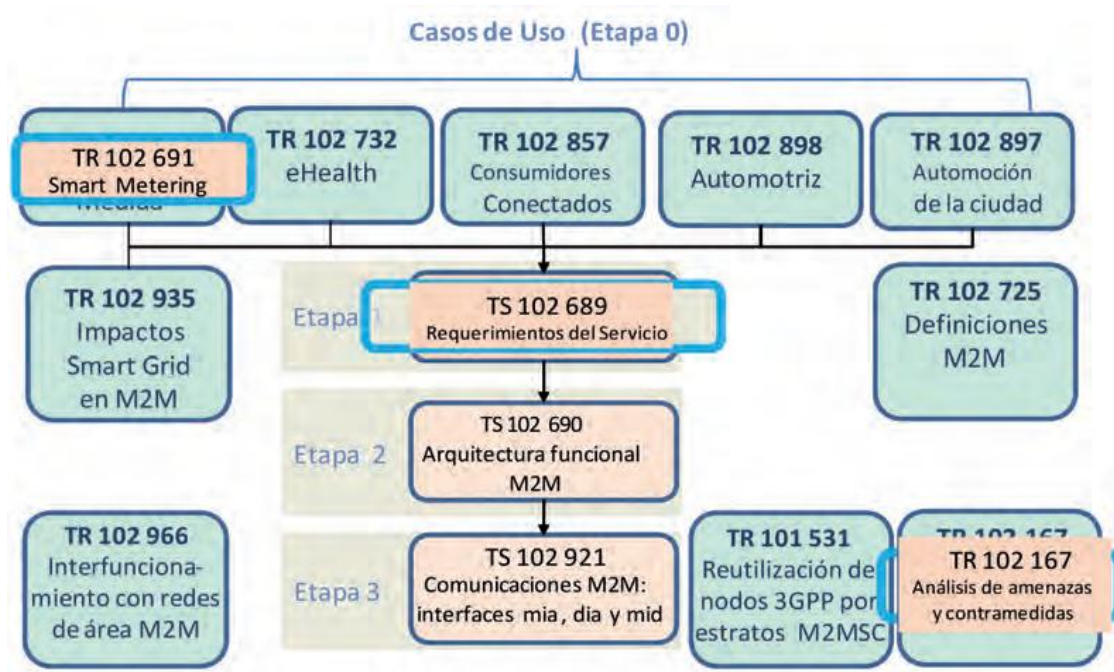 Casos de Uso (Etapa 0)
TR 102 691
Smart Metering
TR 102 732
eHealth
TR 102 857
Consumidores
Conectados
TR 102 898
Automotriz
TR 102 897
Automoción
de la ciudad
TR 102 935
Impactos
Smart Grid
en M2M
Etapa 1
TS 102 689
Requerimientos del Servicio
TR 102 725
Definiciones
M2M
Etapa 2
TS 102 690
Arquitectura funcional
M2M
TR 102 966
Interfunciona-
miento con redes
de área M2M
Etapa 3
TS 102 921
Comunicaciones M2M:
interfaces mia, dia y mid
TR 101 531
Reutilización de
nodos 3GPP por
estratos M2MSC
TR 102 167
TR 102 167
Análisis de amenazas
y contramedidas